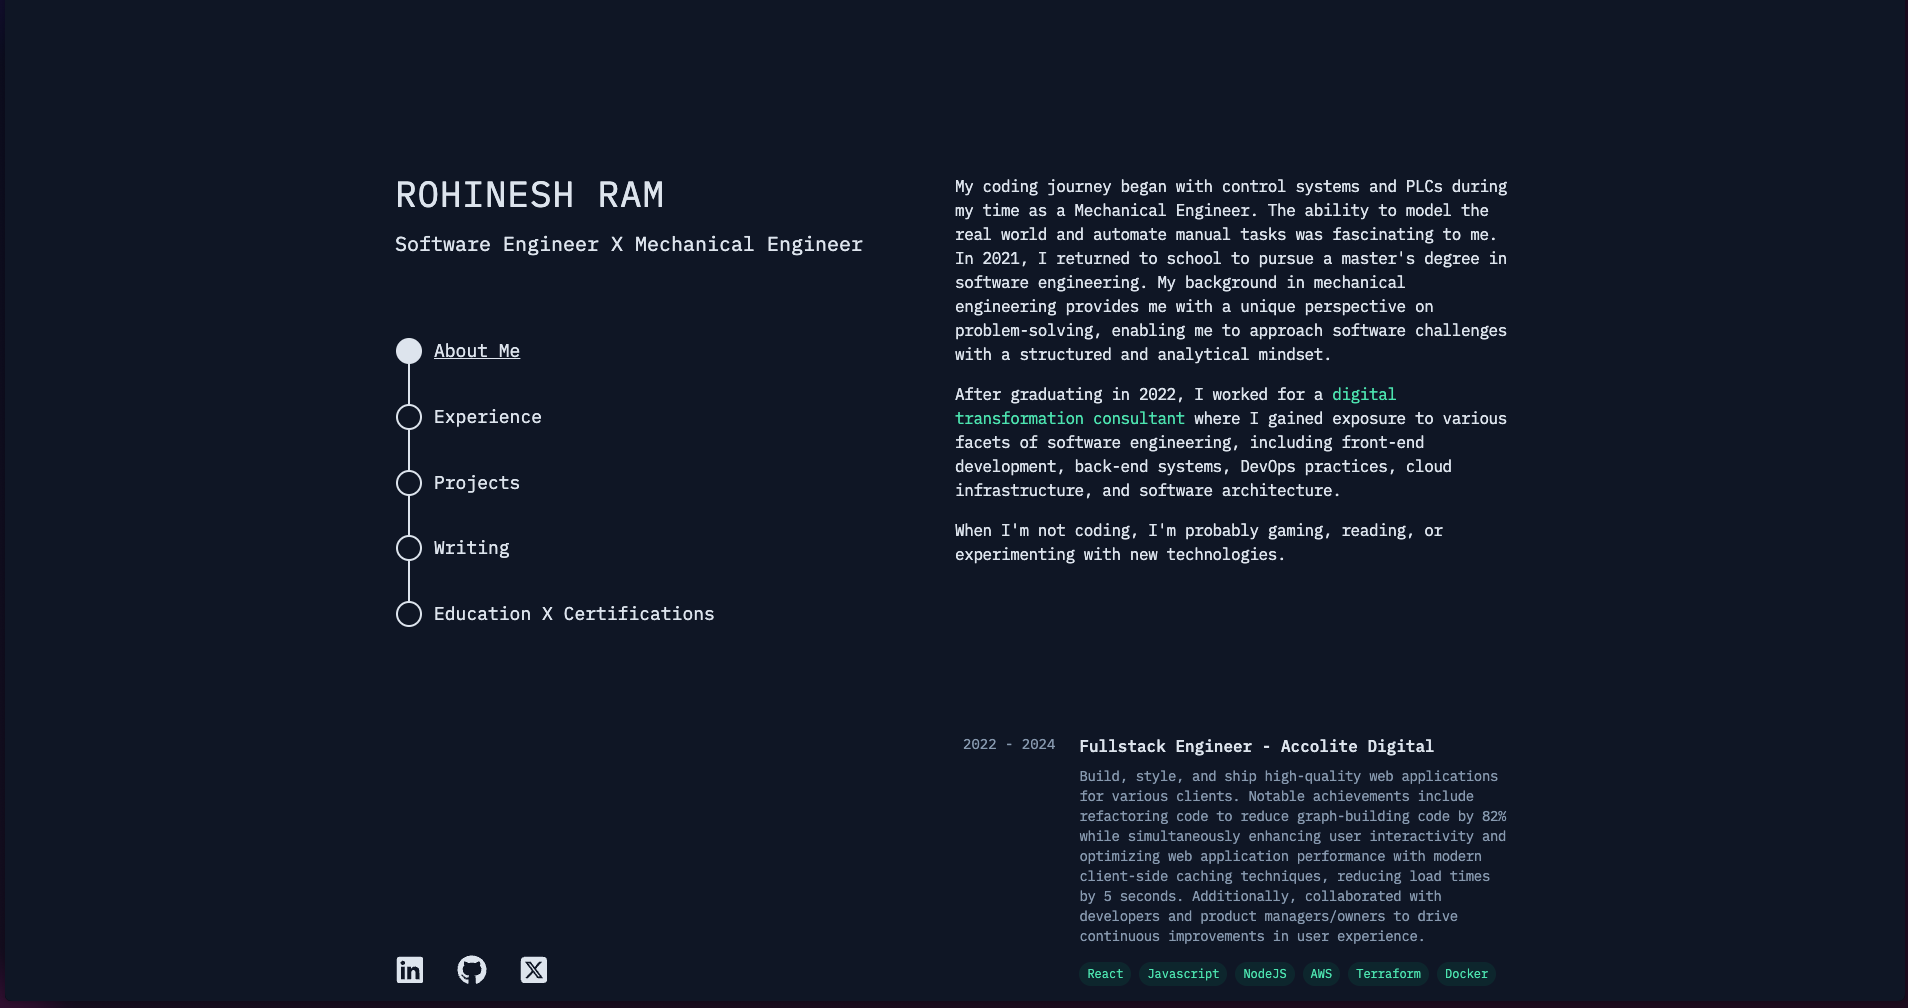 ROHINESH RAM
Software Engineer X Mechanical Engineer
About Me
Experience
Projects
Writing
Education X Certifications
My coding journey began with control systems and PLCs during
my time as a Mechanical Engineer. The ability to model the
real world and automate manual tasks was fascinating to me.
In 2021, I returned to school to pursue a master's degree in
software engineering. My background in mechanical
engineering provides me with a unique perspective on
problem-solving, enabling me to approach software challenges
with a structured and analytical mindset.
After graduating in 2022, I worked for a digital
transformation consultant where I gained exposure to various
facets of software engineering, including front-end
development, back-end systems, DevOps practices, cloud
infrastructure, and software architecture.
When I'm not coding, I'm probably gaming, reading, or
experimenting with new technologies.
2022 - 2024
Fullstack Engineer - Accolite Digital
Build, style, and ship high-quality web applications
for various clients. Notable achievements include
refactoring code to reduce graph-building code by 82%
while simultaneously enhancing user interactivity and
optimizing web application performance with modern
client-side caching techniques, reducing load times
by 5 seconds. Additionally, collaborated with
developers and product managers/owners to drive
continuous improvements in user experience.
React Javascript NodeJS AWS Terraform Docker
in
X